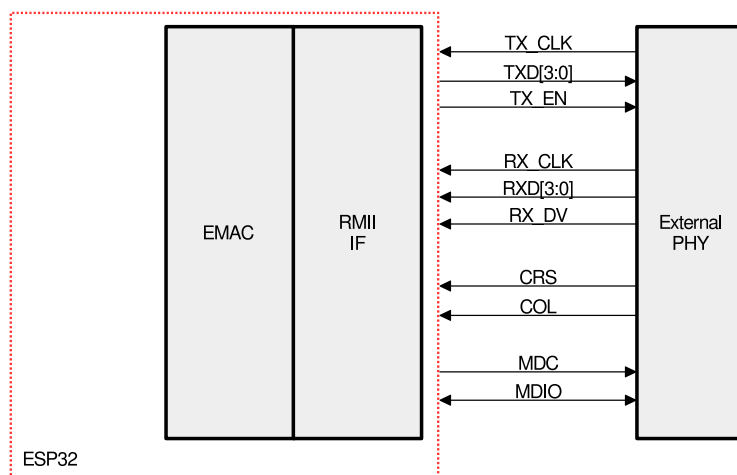 TX_CLK
TXD[3:0]
TX_EN
RX_CLK
RXD[3:0]
RX_DV
EMAC
RMII
IF
External
PHY
CRS
COL
MDC
MDIO
ESP32